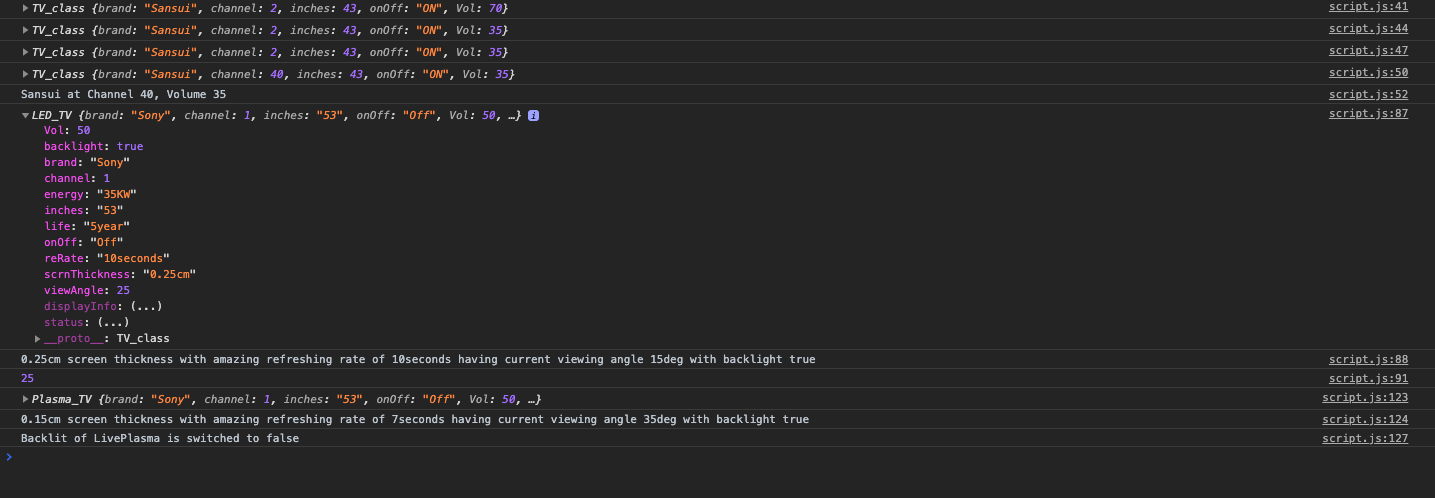 TV_class {brand: "Sansui", channel: 2, inches: 43, onOff: "ON", Vol: 70} script.js:41
TV_class {brand: "Sansui", channel: 2, inches: 43, onOff: "ON", Vol: 35} script.js:44
TV_class {brand: "Sansui", channel: 2, inches: 43, onOff: "ON", Vol: 35} script.js:47
TV_class {brand: "Sansui", channel: 40, inches: 43, onOff: "ON", Vol: 35} script.js:50
Sansui at Channel 40, Volume 35 script.js:52
LED_TV {brand: "Sony", channel: 1, inches: "53", onOff: "Off", Vol: 50, …} i script.js:87
Vol: 50
backlight: true
brand: "Sony"
channel: 1
energy: "35KW"
inches: "53"
life: "5year"
onOff: "Off"
reRate: "10seconds"
scrnThickness: "0.25cm"
viewAngle: 25
displayInfo: (...)
status: (...)
__proto__: TV_class
0.25cm screen thickness with amazing refreshing rate of 10seconds having current viewing angle 15deg with backlight true script.js:88
25 script.js:91
Plasma_TV {brand: "Sony", channel: 1, inches: "53", onOff: "Off", Vol: 50, …} script.js:123
0.15cm screen thickness with amazing refreshing rate of 7seconds having current viewing angle 35deg with backlight true script.js:124
Backlit of LivePlasma is switched to false script.js:127